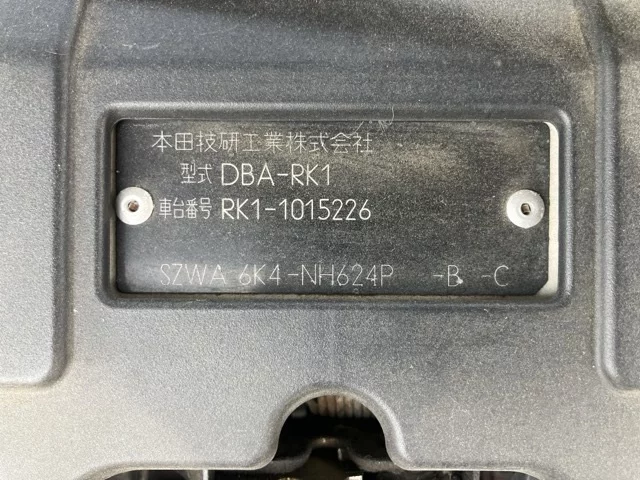 本田技研工業株式会社
型式 DBA-RK1
車台番号 RK1-1015226
SZWA 6K4-NH624P -B -C